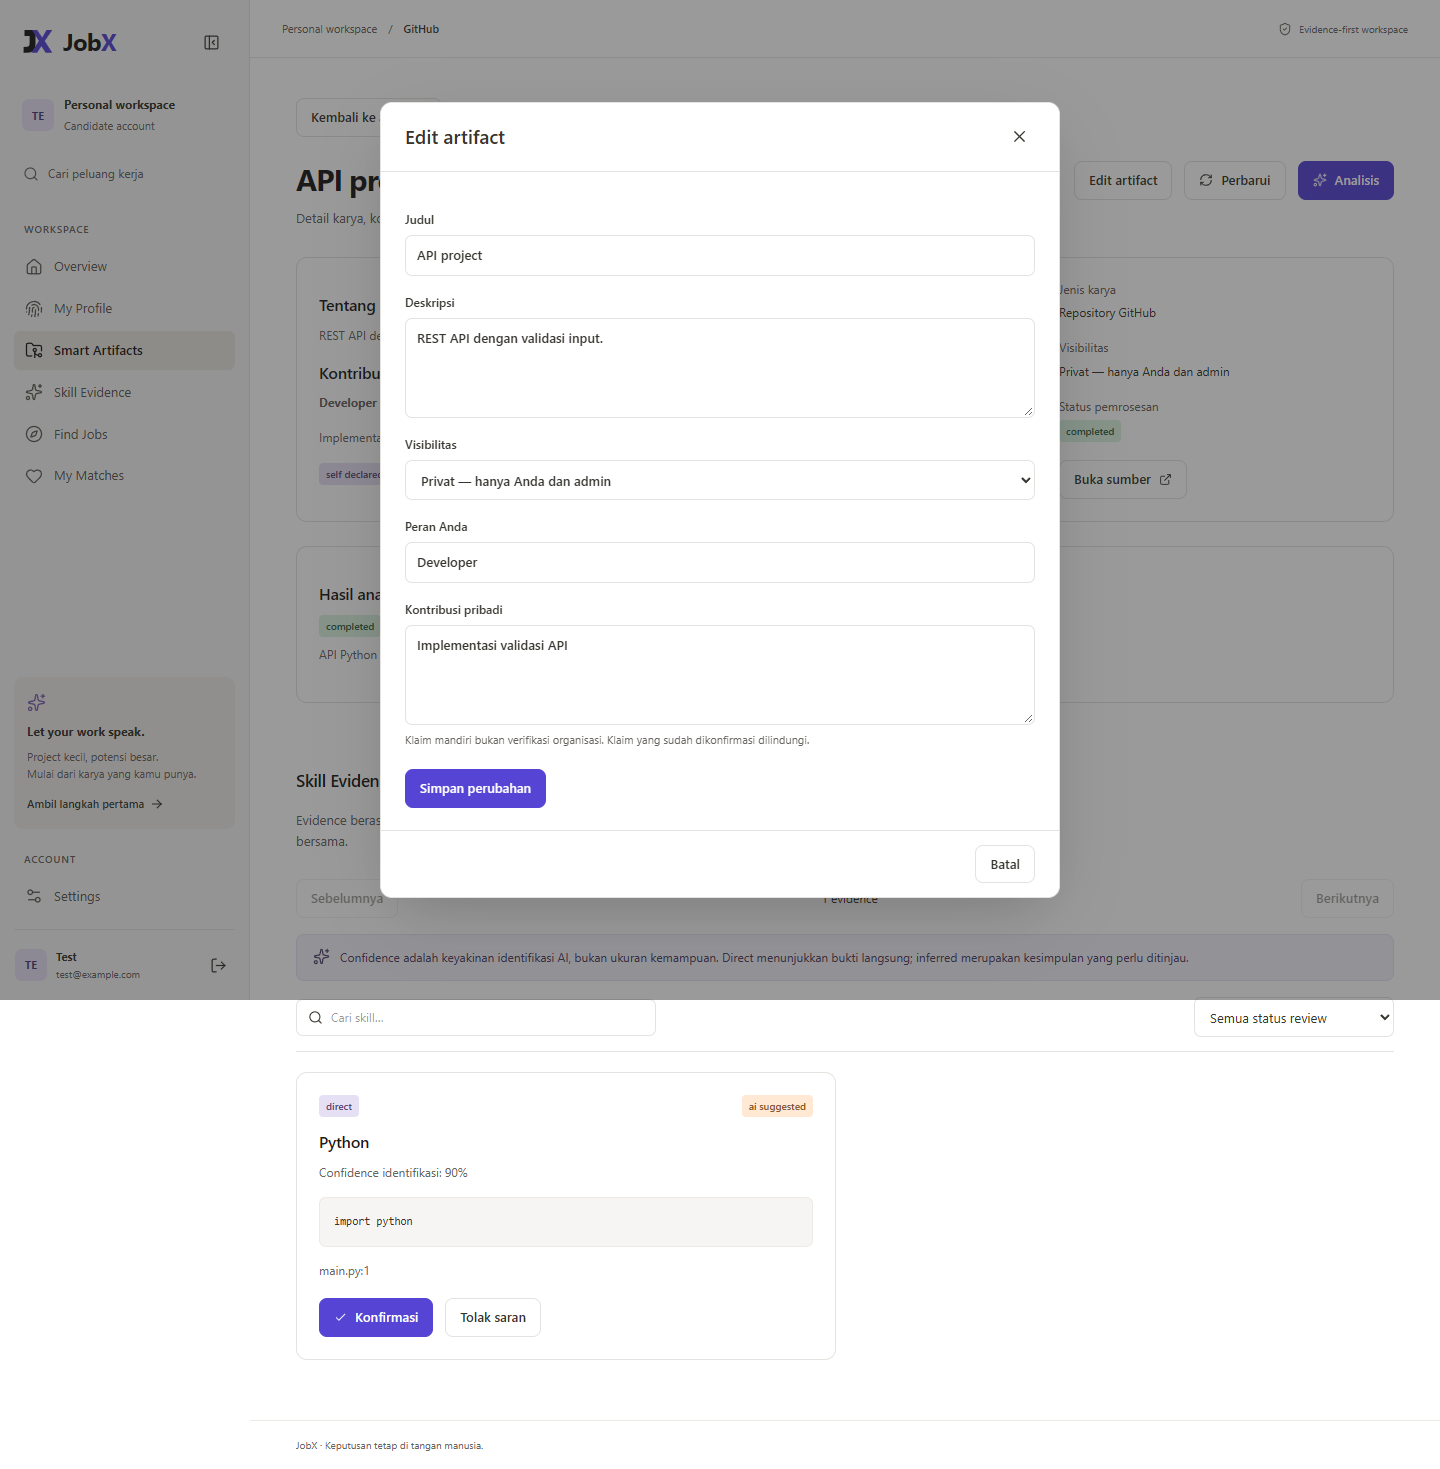 JX JobX
Personal workspace / GitHub
Evidence-first workspace
TE
Personal workspace
Candidate account
Cari peluang kerja
WORKSPACE
Overview
My Profile
Smart Artifacts
Skill Evidence
Find Jobs
My Matches
Let your work speak.
Project kecil, potensi besar.
Mulai dari karya yang kamu punya.
Ambil langkah pertama
ACCOUNT
Settings
TE
Test
test@example.com
Kembali ke
API pr
Detail karya,
Edit artifact
Perbarui
Analisis
Tentang
REST API
Kontribu
Developer
Implementa
self declared
Jenis karya
Repository GitHub
Visibilitas
Privat — hanya Anda dan admin
Status pemrosesan
completed
Buka sumber
Hasil ana
completed
API Python
Edit artifact
Judul
API project
Deskripsi
REST API dengan validasi input.
Visibilitas
Privat — hanya Anda dan admin
Peran Anda
Developer
Kontribusi pribadi
Implementasi validasi API
Klaim mandiri bukan verifikasi organisasi. Klaim yang sudah dikonfirmasi dilindungi.
Simpan perubahan
Batal
Skill Eviden
Evidence beras
bersama.
Sebelumnya
1 evidence
Berikutnya
Confidence adalah keyakinan identifikasi AI, bukan ukuran kemampuan. Direct menunjukkan bukti langsung; inferred merupakan kesimpulan yang perlu ditinjau.
Cari skill...
Semua status review
direct
ai suggested
Python
Confidence identifikasi: 90%
import python
main.py:1
Konfirmasi
Tolak saran
JobX · Keputusan tetap di tangan manusia.